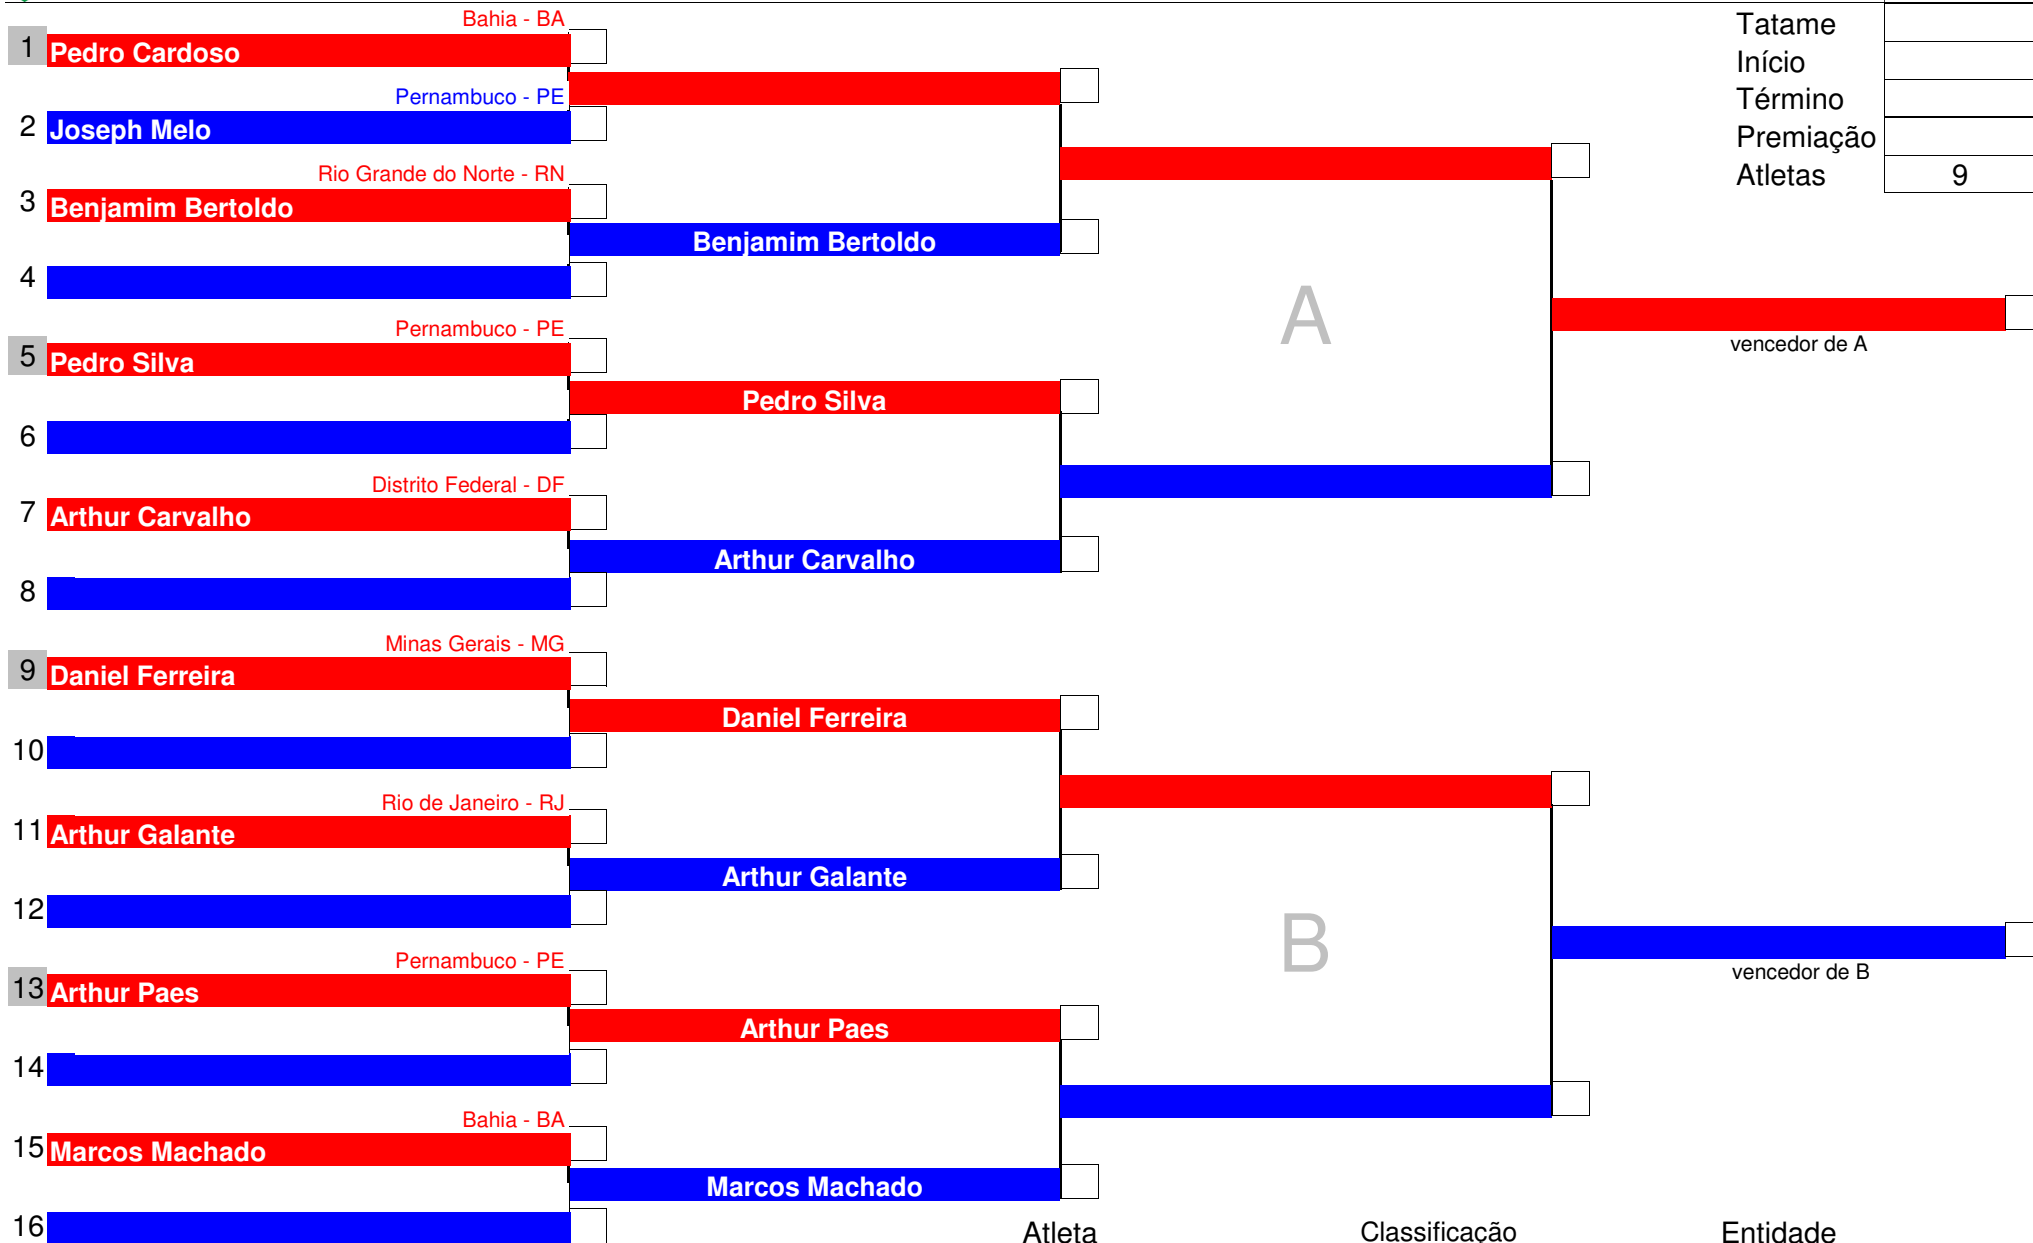 Bahia - BA
Tatame
1 Pedro Cardoso
Início
Pernambuco - PE
Término
2 Joseph Melo
Premiação
Rio Grande do Norte - RN
Atletas 9
3 Benjamim Bertoldo
Benjamim Bertoldo
4
A
Pernambuco - PE
vencedor de A
5 Pedro Silva
Pedro Silva
6
Distrito Federal - DF
7 Arthur Carvalho
Arthur Carvalho
8
Minas Gerais - MG
9 Daniel Ferreira
Daniel Ferreira
10
Rio de Janeiro - RJ
11 Arthur Galante
Arthur Galante
12
B
Pernambuco - PE
vencedor de B
13 Arthur Paes
Arthur Paes
14
Bahia - BA
15 Marcos Machado
Marcos Machado
16
Atleta Classificação Entidade